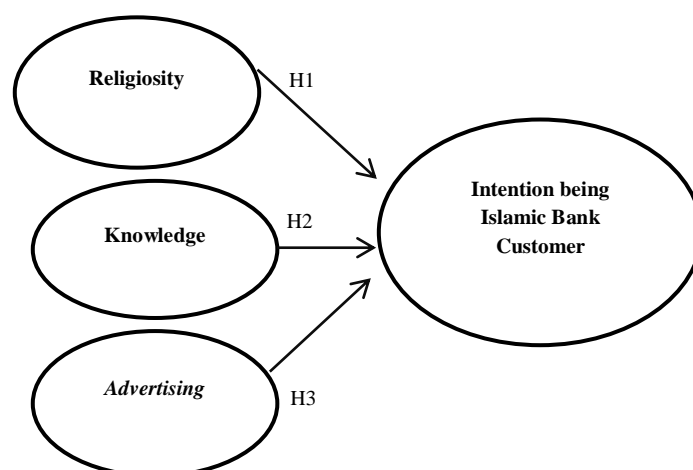 Religiosity
H1
Intention being
Islamic Bank
Customer
Knowledge
H2
Advertising
H3